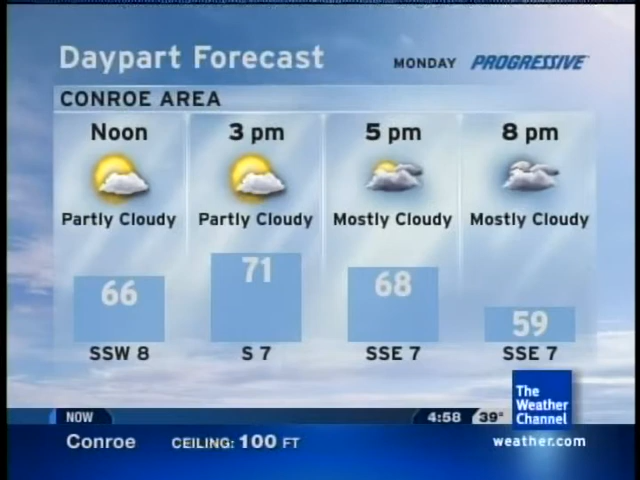 Daypart Forecast
MONDAY PROGRESSIVE
CONROE AREA
Noon 3 pm 5 pm 8 pm
Partly Cloudy Partly Cloudy Mostly Cloudy Mostly Cloudy
66 71 68 59
SSW 8 S 7 SSE 7 SSE 7
The
Weather
Channel
NOW 4:58 39°
Conroe CEILING: 100 FT weather.com